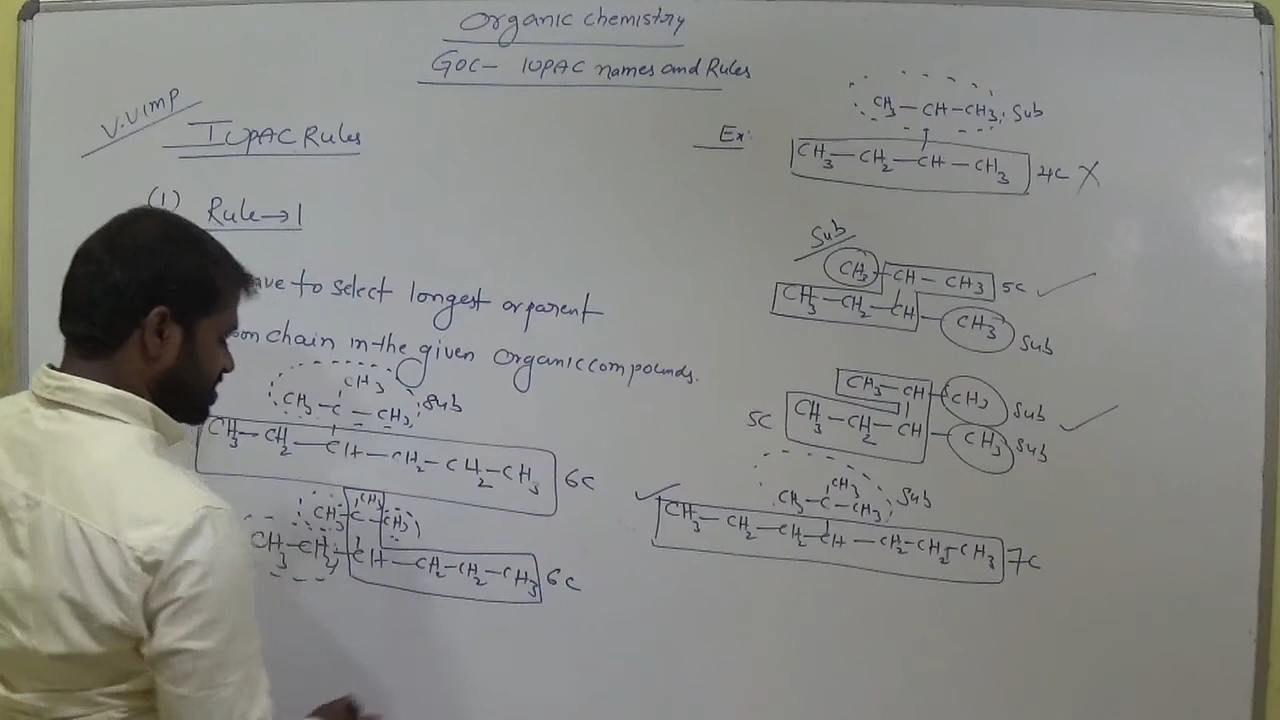 Organic chemistry
GOC- IUPAC names and Rules
V.V IMP
IUPAC Rules
(1) Rule→1
ave to select longest or parent
on chain in the given organic compounds.
CH3
CH3-C-CH3 Sub
CH3-CH2-CH-CH2-CH2-CH3 6C
CH3
CH3-C-CH3
CH3-CH2-CH-CH2-CH2-CH3 6C
Ex:
CH3-CH-CH3 Sub
CH3-CH2-CH-CH3 4C X
Sub
CH3-CH-CH3 5C ✓
CH3-CH2-CH-CH3 Sub
CH3-CH-CH3 Sub ✓
5C CH3-CH2-CH-CH3 Sub
CH3
CH3-C-CH3 Sub
✓ CH3-CH2-CH2-CH-CH2-CH2-CH3 7C